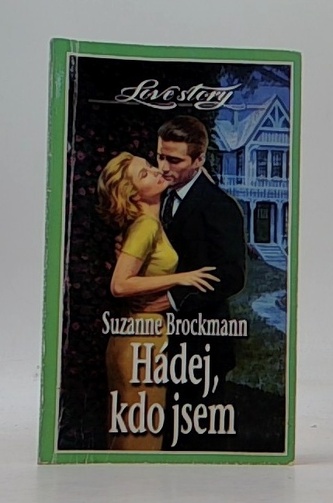 Love story
Suzanne Brockmann
Hádej,
kdo jsem